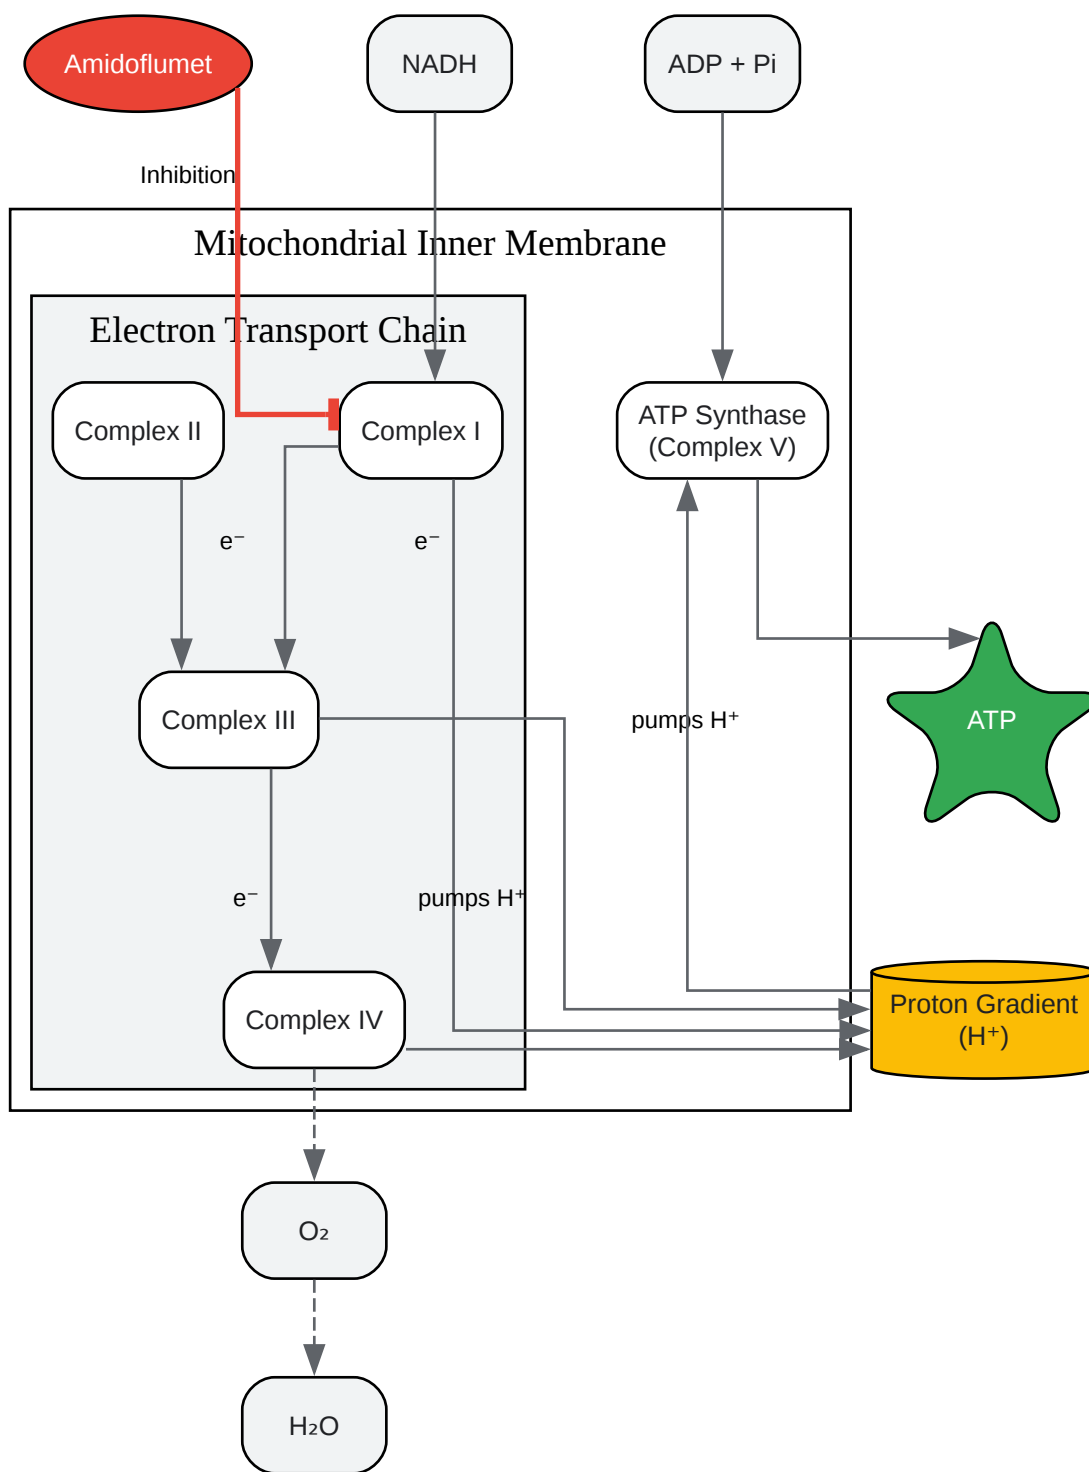 Amidoflumet
NADH
ADP + Pi
Inhibition
Mitochondrial Inner Membrane
Electron Transport Chain
Complex II
Complex I
ATP Synthase
(Complex V)
e⁻
e⁻
Complex III
pumps H⁺
ATP
e⁻
pumps H⁺
Complex IV
Proton Gradient
(H⁺)
O₂
H₂O